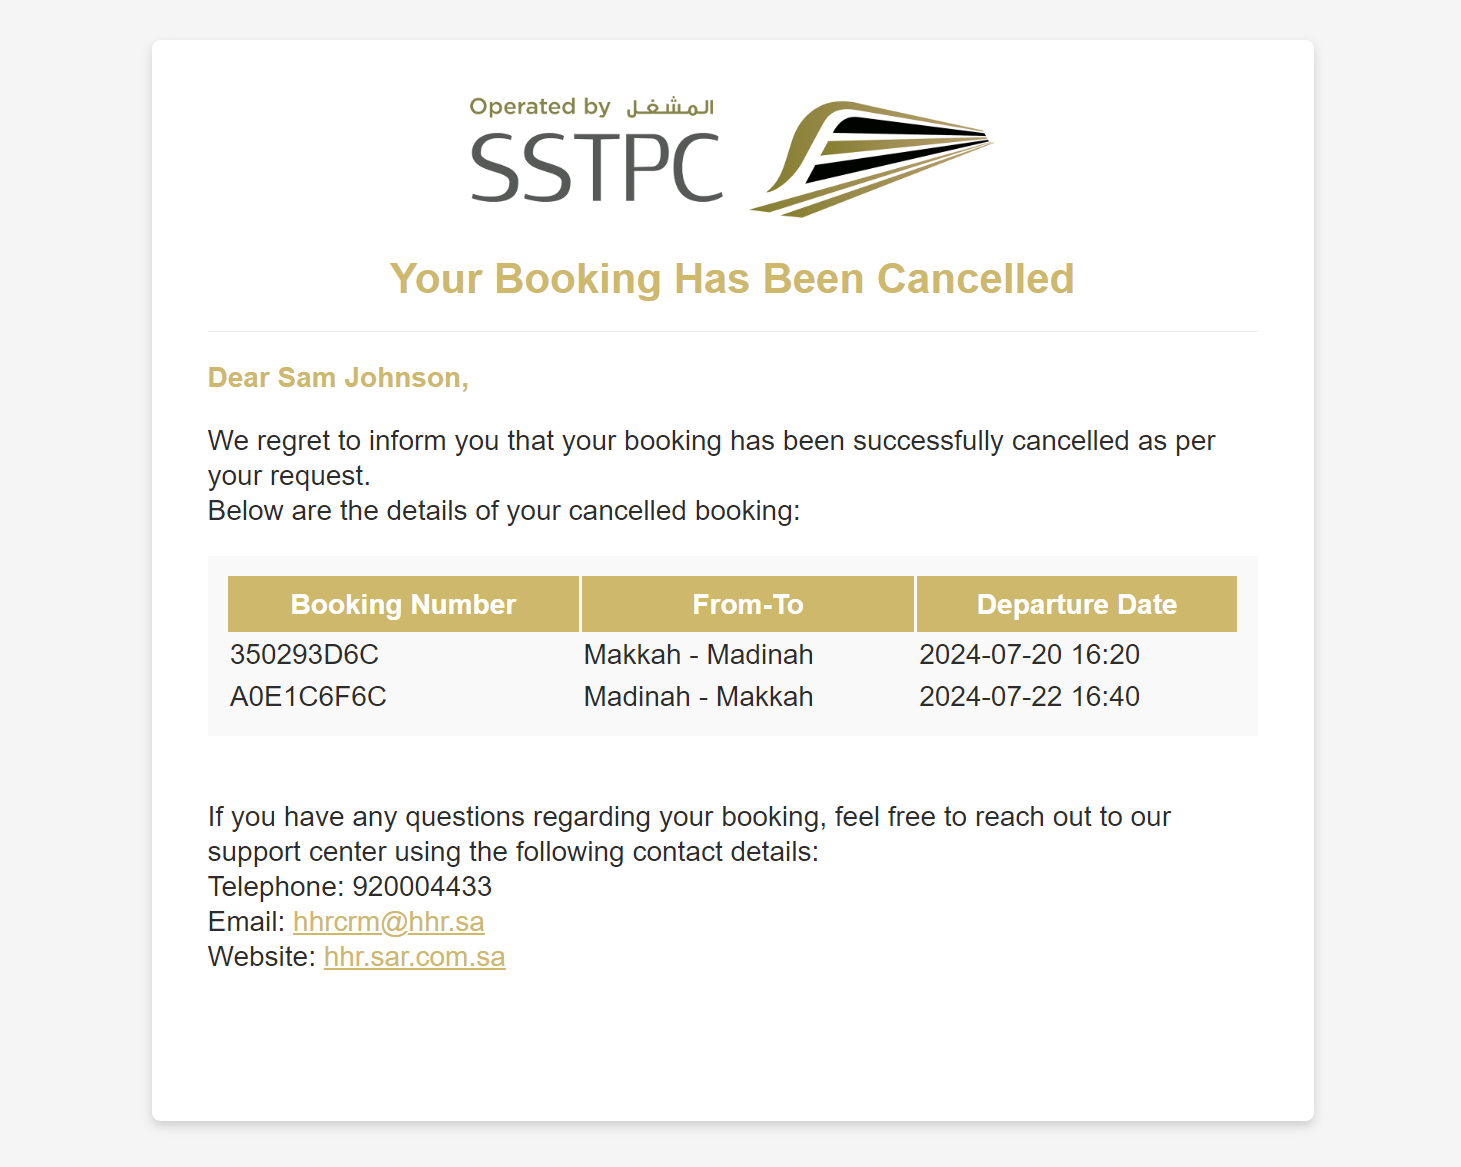 Operated by المشغل
SSTPC
Your Booking Has Been Cancelled
Dear Sam Johnson,
We regret to inform you that your booking has been successfully cancelled as per
your request.
Below are the details of your cancelled booking:
Booking Number From-To Departure Date
350293D6C Makkah - Madinah 2024-07-20 16:20
A0E1C6F6C Madinah - Makkah 2024-07-22 16:40
If you have any questions regarding your booking, feel free to reach out to our
support center using the following contact details:
Telephone: 920004433
Email: hhrcrm@hhr.sa
Website: hhr.sar.com.sa